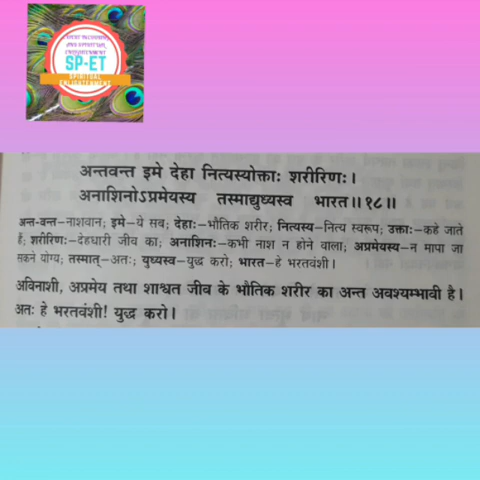 SP-ET
SPIRITUAL
ENLIGHTENMENT
अन्तवन्त इमे देहा नित्यस्योक्ताः शरीरिणः।
अनाशिनोऽप्रमेयस्य तस्माद्युध्यस्व भारत॥१८॥
अन्त-वन्त–नाशवान; इमे–ये सब; देहाः–भौतिक शरीर; नित्यस्य–नित्य स्वरूप; उक्ताः–कहे जाते
हैं; शरीरिणः–देहधारी जीव का; अनाशिनः–कभी नाश न होने वाला; अप्रमेयस्य–न मापा जा
सकने योग्य; तस्मात्–अतः; युध्यस्व–युद्ध करो; भारत–हे भरतवंशी।
अविनाशी, अप्रमेय तथा शाश्वत जीव के भौतिक शरीर का अन्त अवश्यम्भावी है।
अतः हे भरतवंशी! युद्ध करो।